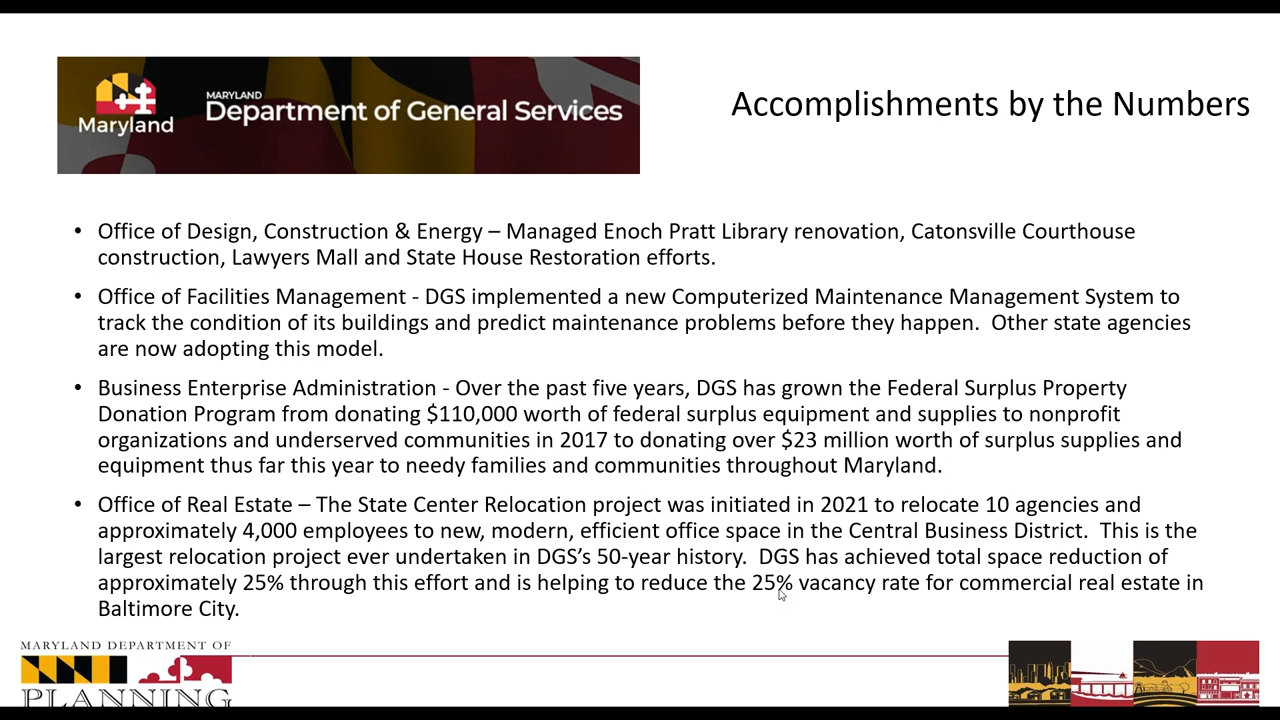 Maryland
MARYLAND
Department of General Services
Accomplishments by the Numbers
• Office of Design, Construction & Energy – Managed Enoch Pratt Library renovation, Catonsville Courthouse
construction, Lawyers Mall and State House Restoration efforts.
• Office of Facilities Management - DGS implemented a new Computerized Maintenance Management System to
track the condition of its buildings and predict maintenance problems before they happen.  Other state agencies
are now adopting this model.
• Business Enterprise Administration - Over the past five years, DGS has grown the Federal Surplus Property
Donation Program from donating $110,000 worth of federal surplus equipment and supplies to nonprofit
organizations and underserved communities in 2017 to donating over $23 million worth of surplus supplies and
equipment thus far this year to needy families and communities throughout Maryland.
• Office of Real Estate – The State Center Relocation project was initiated in 2021 to relocate 10 agencies and
approximately 4,000 employees to new, modern, efficient office space in the Central Business District.  This is the
largest relocation project ever undertaken in DGS’s 50-year history.  DGS has achieved total space reduction of
approximately 25% through this effort and is helping to reduce the 25% vacancy rate for commercial real estate in
Baltimore City.
MARYLAND DEPARTMENT OF
PLANNING